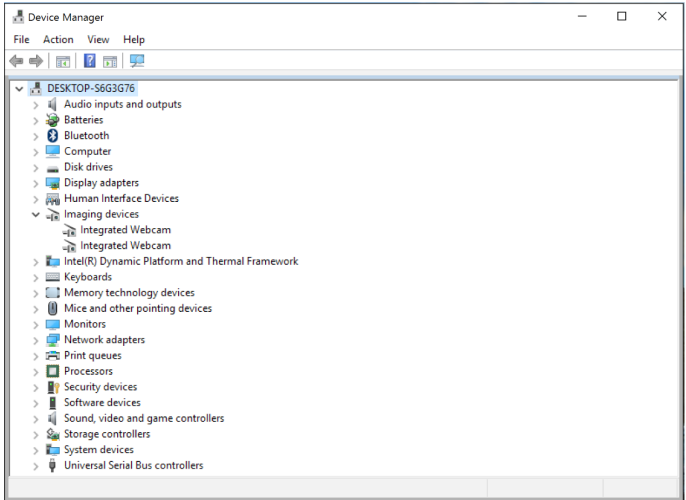 Device Manager
File Action View Help
DESKTOP-S6G3G76
Audio inputs and outputs
Batteries
Bluetooth
Computer
Disk drives
Display adapters
Human Interface Devices
Imaging devices
Integrated Webcam
Integrated Webcam
Intel(R) Dynamic Platform and Thermal Framework
Keyboards
Memory technology devices
Mice and other pointing devices
Monitors
Network adapters
Print queues
Processors
Security devices
Software devices
Sound, video and game controllers
Storage controllers
System devices
Universal Serial Bus controllers